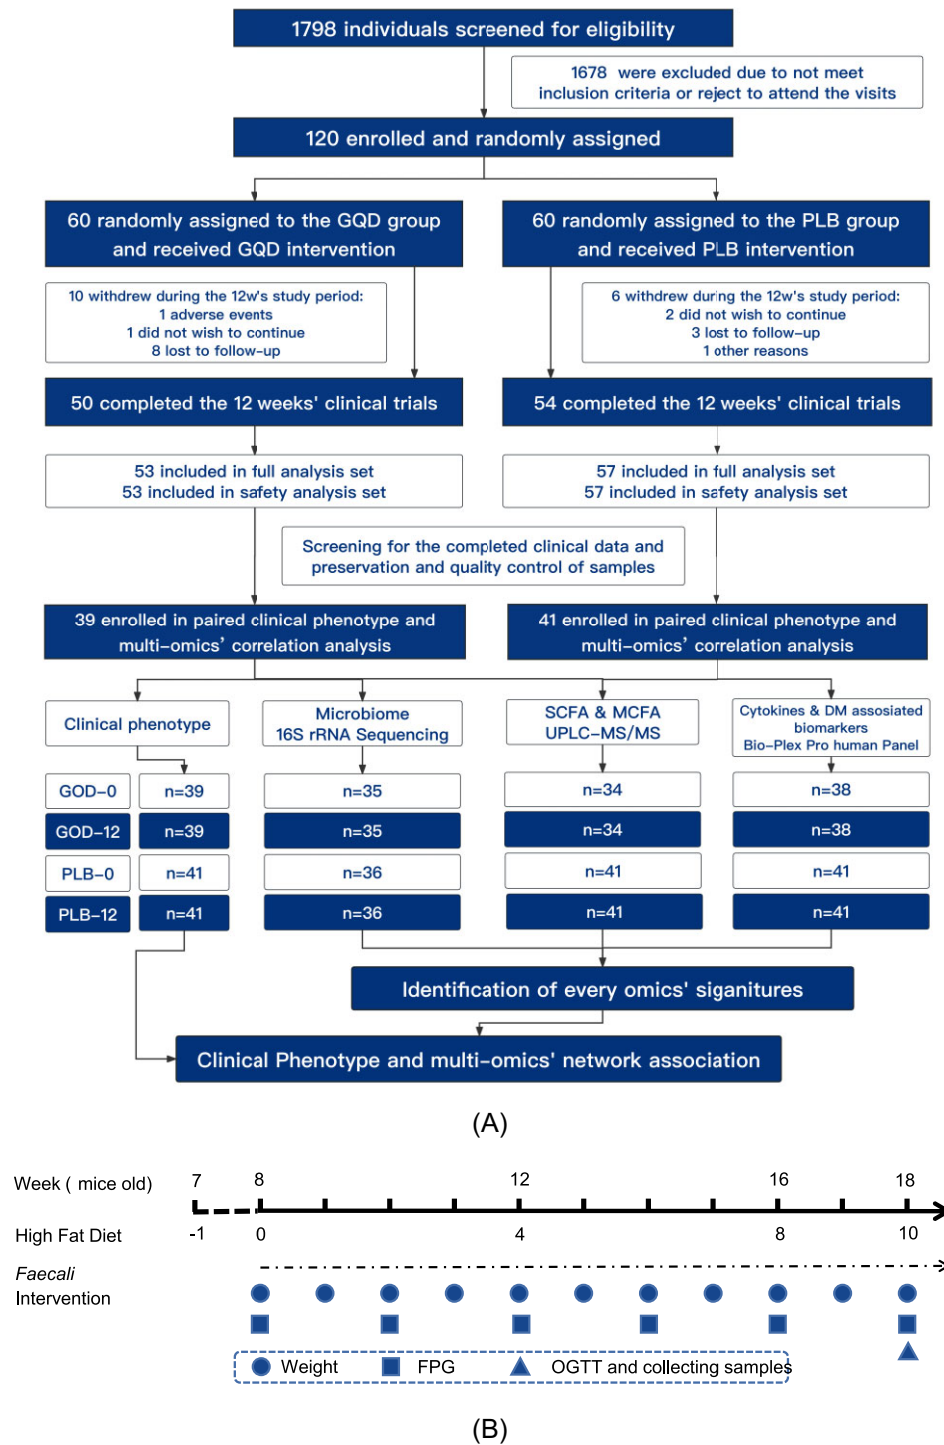 1798 individuals screened for eligibility
1678 were excluded due to not meet
inclusion criteria or reject to attend the visits
120 enrolled and randomly assigned
60 randomly assigned to the GQD group
and received GQD intervention
60 randomly assigned to the PLB group
and received PLB intervention
10 withdrew during the 12w's study period:
1 adverse events
1 did not wish to continue
8 lost to follow-up
6 withdrew during the 12w's study period:
2 did not wish to continue
3 lost to follow-up
1 other reasons
50 completed the 12 weeks' clinical trials
54 completed the 12 weeks' clinical trials
53 included in full analysis set
53 included in safety analysis set
57 included in full analysis set
57 included in safety analysis set
Screening for the completed clinical data and
preservation and quality control of samples
39 enrolled in paired clinical phenotype and
multi-omics' correlation analysis
41 enrolled in paired clinical phenotype and
multi-omics' correlation analysis
Clinical phenotype
Microbiome
16S rRNA Sequencing
SCFA & MCFA
UPLC-MS/MS
Cytokines & DM assosiated
biomarkers
Bio-Plex Pro human Panel
GOD-0 n=39 n=35 n=34 n=38
GOD-12 n=39 n=35 n=34 n=38
PLB-0 n=41 n=36 n=41 n=41
PLB-12 n=41 n=36 n=41 n=41
Identification of every omics' siganitures
Clinical Phenotype and multi-omics' network association
(A)
Week ( mice old) 7 8 12 16 18
High Fat Diet -1 0 4 8 10
Faecali
Intervention
Weight FPG OGTT and collecting samples
(B)